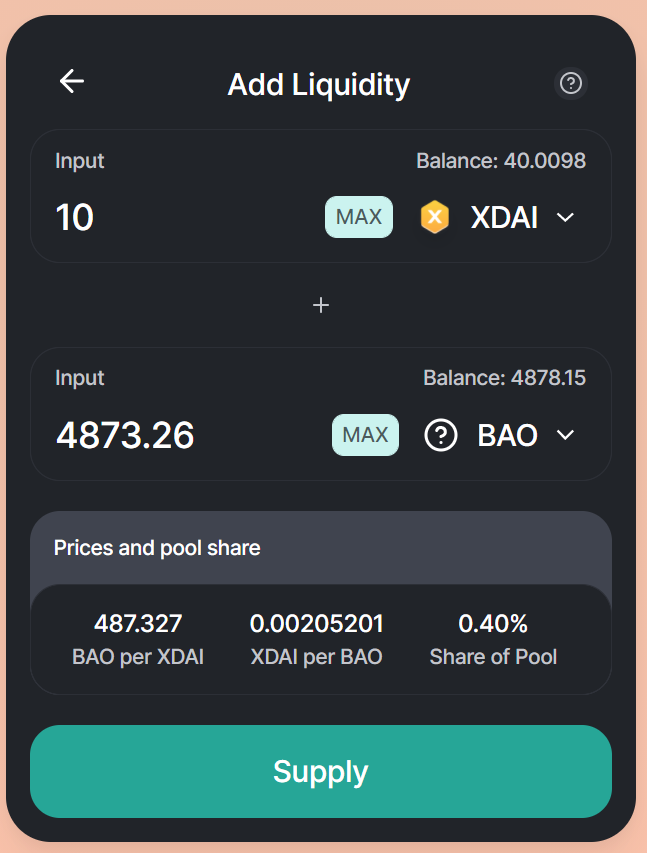 Add Liquidity
Input Balance: 40.0098
10 MAX XDAI
+
Input Balance: 4878.15
4873.26 MAX BAO
Prices and pool share
487.327 0.00205201 0.40%
BAO per XDAI XDAI per BAO Share of Pool
Supply